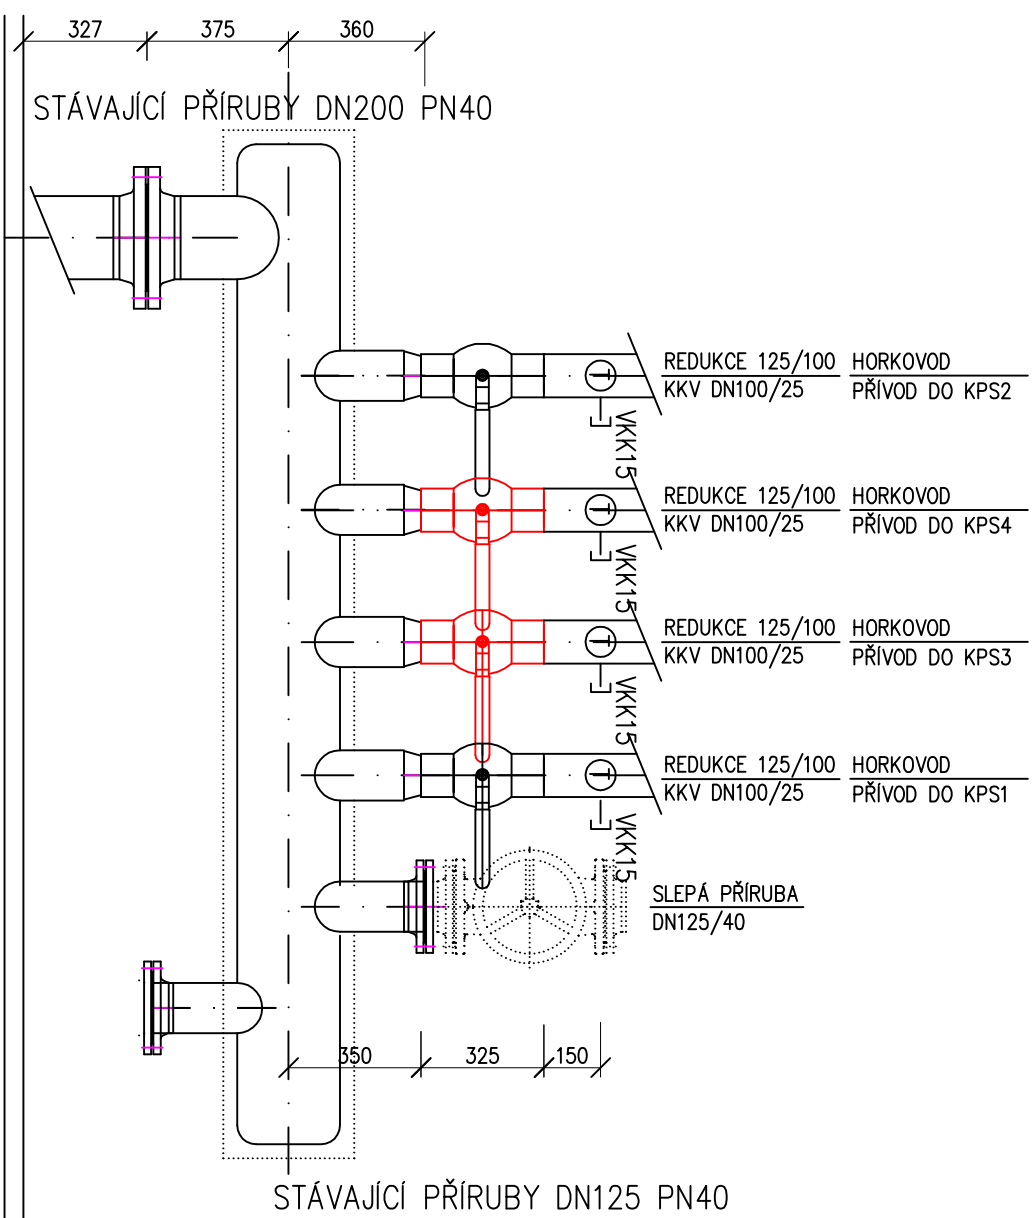 327 375 360
STÁVAJÍCÍ PŘÍRUBY DN200 PN40
REDUKCE 125/100 HORKOVOD
KKV DN100/25 PŘÍVOD DO KPS2
VKK15
REDUKCE 125/100 HORKOVOD
KKV DN100/25 PŘÍVOD DO KPS4
VKK15
REDUKCE 125/100 HORKOVOD
KKV DN100/25 PŘÍVOD DO KPS3
VKK15
REDUKCE 125/100 HORKOVOD
KKV DN100/25 PŘÍVOD DO KPS1
VKK15
SLEPÁ PŘÍRUBA
DN125/40
350 325 150
STÁVAJÍCÍ PŘÍRUBY DN125 PN40